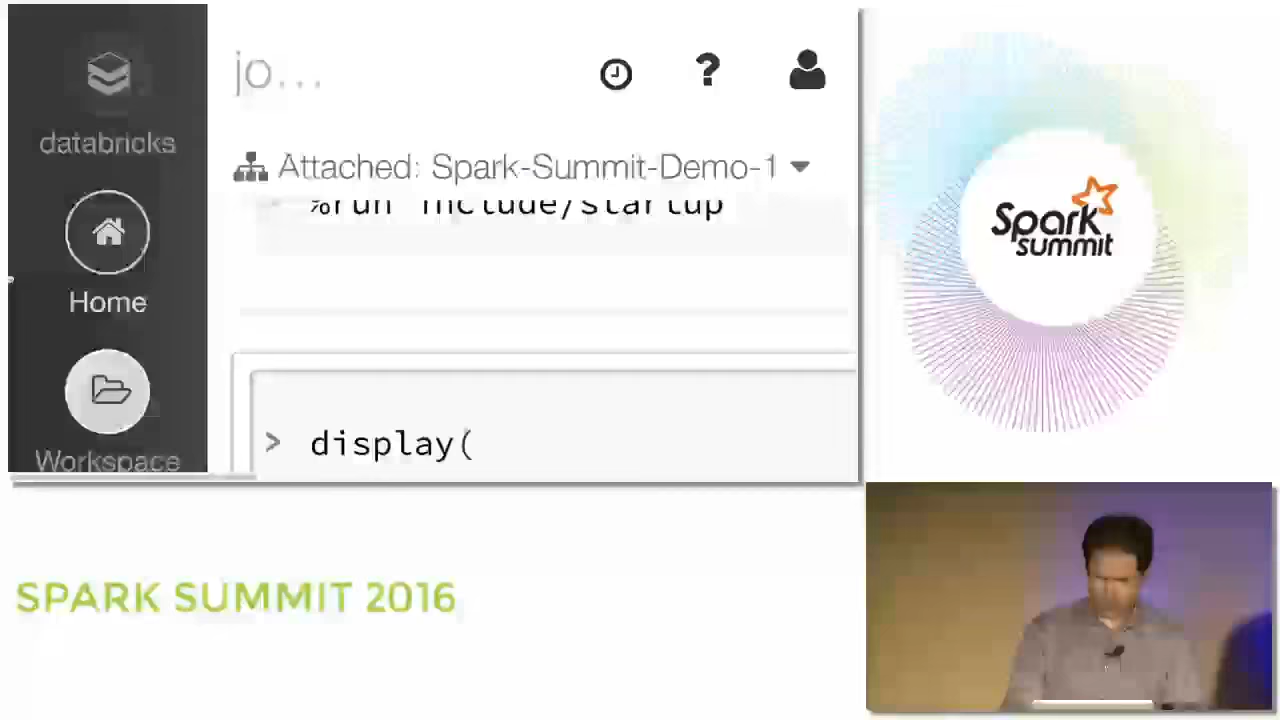 databricks
Home
Workspace
jo...
?
Attached: Spark-Summit-Demo-1
%run include/startup
> display(
Spark
summit
SPARK SUMMIT 2016